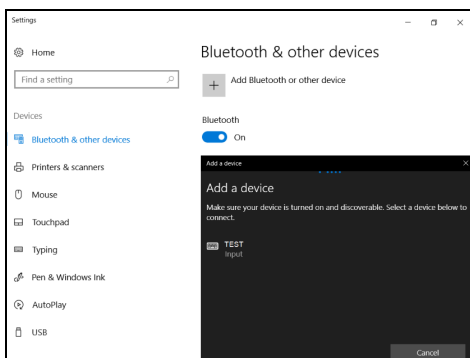 Settings
Home
Find a setting
Devices
Bluetooth & other devices
Printers & scanners
Mouse
Touchpad
Typing
Pen & Windows Ink
AutoPlay
USB
Bluetooth & other devices
Add Bluetooth or other device
Bluetooth
On
Add a device
Add a device
Make sure your device is turned on and discoverable. Select a device below to
connect.
TEST
Input
Cancel